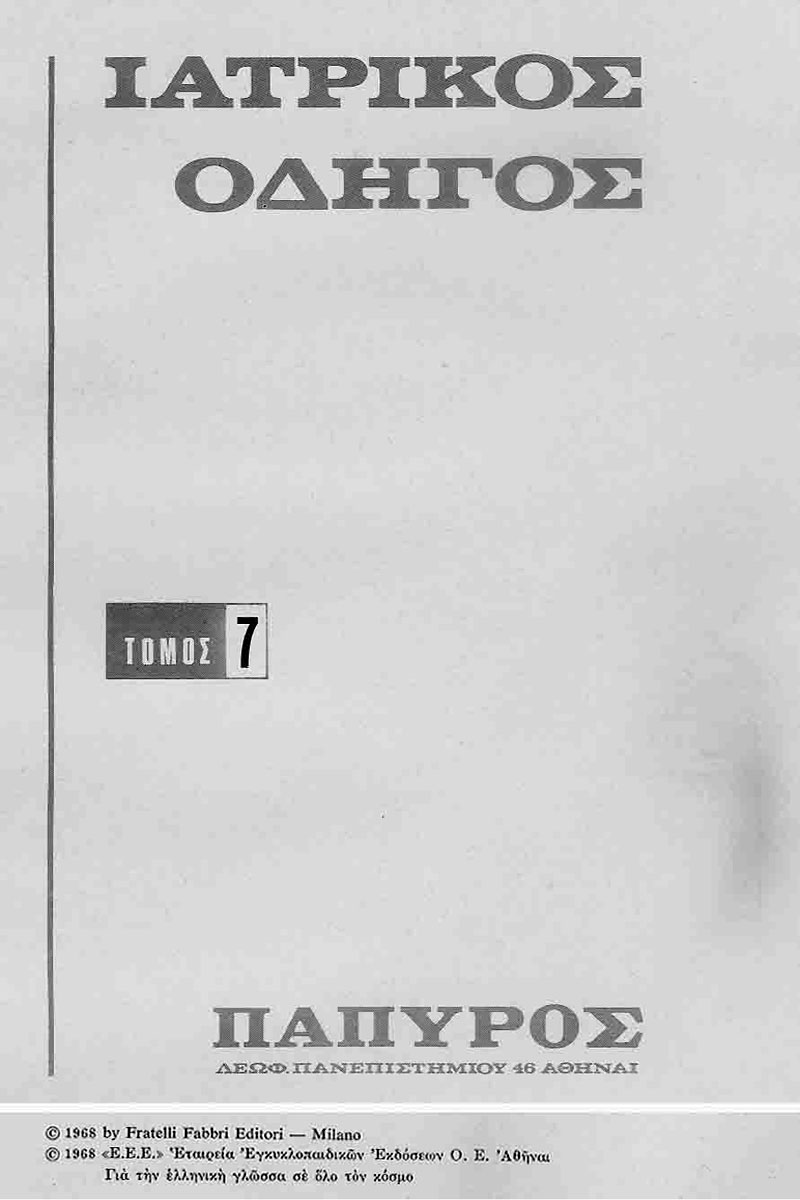 ΙΑΤΡΙΚΟΣ
ΟΔΗΓΟΣ
ΤΟΜΟΣ 7
ΠΑΠΥΡΟΣ
ΛΕΩΦ. ΠΑΝΕΠΙΣΤΗΜΙΟΥ 46 ΑΘΗΝΑΙ
© 1968 by Fratelli Fabbri Editori — Milano
© 1968 «Ε.Ε.Ε.» Ἑταιρεία Ἐγκυκλοπαιδικῶν Ἐκδόσεων Ο. Ε. Ἀθῆναι
Γιὰ τὴν ἑλληνικὴ γλῶσσα σὲ ὅλο τὸν κόσμο